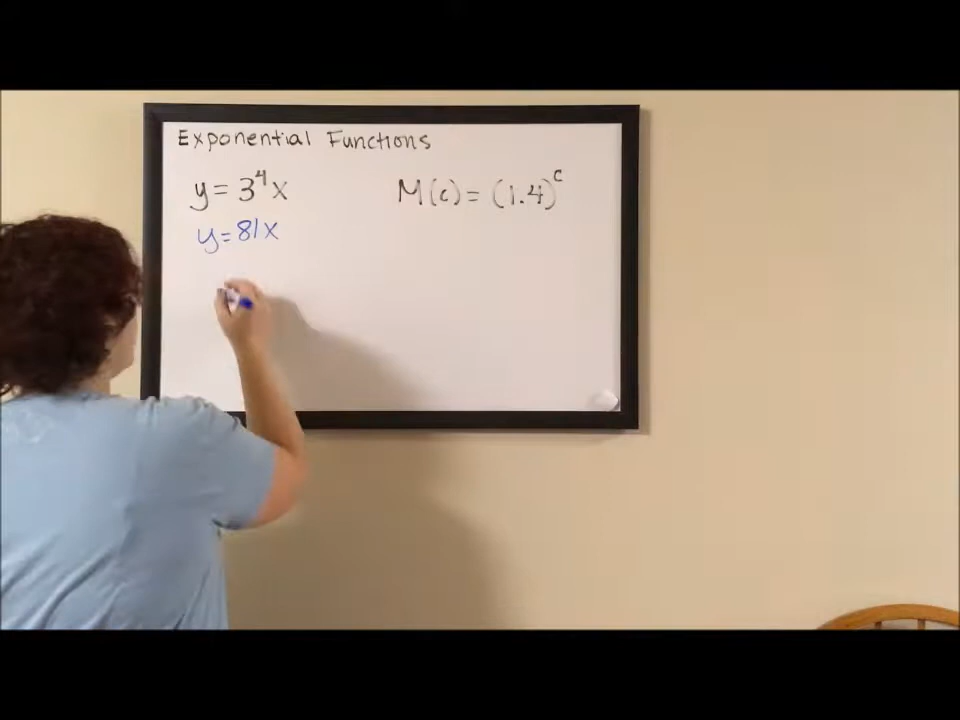 Exponential Functions
y = 3⁴x
y = 81x
M(c) = (1.4)ᶜ